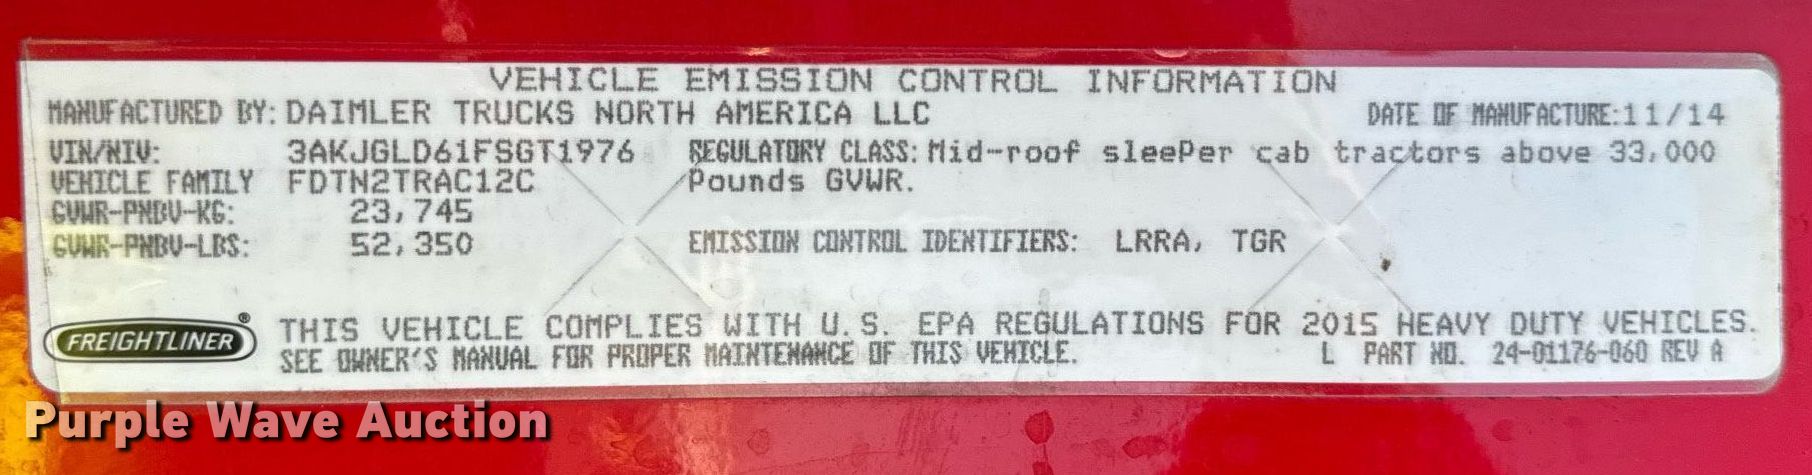 VEHICLE EMISSION CONTROL INFORMATION
MANUFACTURED BY: DAIMLER TRUCKS NORTH AMERICA LLC DATE OF MANUFACTURE: 11/14
VIN/NIV: 3AKJGLD61FSGT1976 REGULATORY CLASS: Mid-roof sleeper cab tractors above 33,000
VEHICLE FAMILY FDTN2TRAC12C Pounds GVWR.
GVWR-PNBV-KG: 23,745
GVWR-PNBV-LBS: 52,350 EMISSION CONTROL IDENTIFIERS: LRRA, TGR
FREIGHTLINER® THIS VEHICLE COMPLIES WITH U.S. EPA REGULATIONS FOR 2015 HEAVY DUTY VEHICLES.
SEE OWNER'S MANUAL FOR PROPER MAINTENANCE OF THIS VEHICLE. L PART NO. 24-01176-060 REV A
Purple Wave Auction